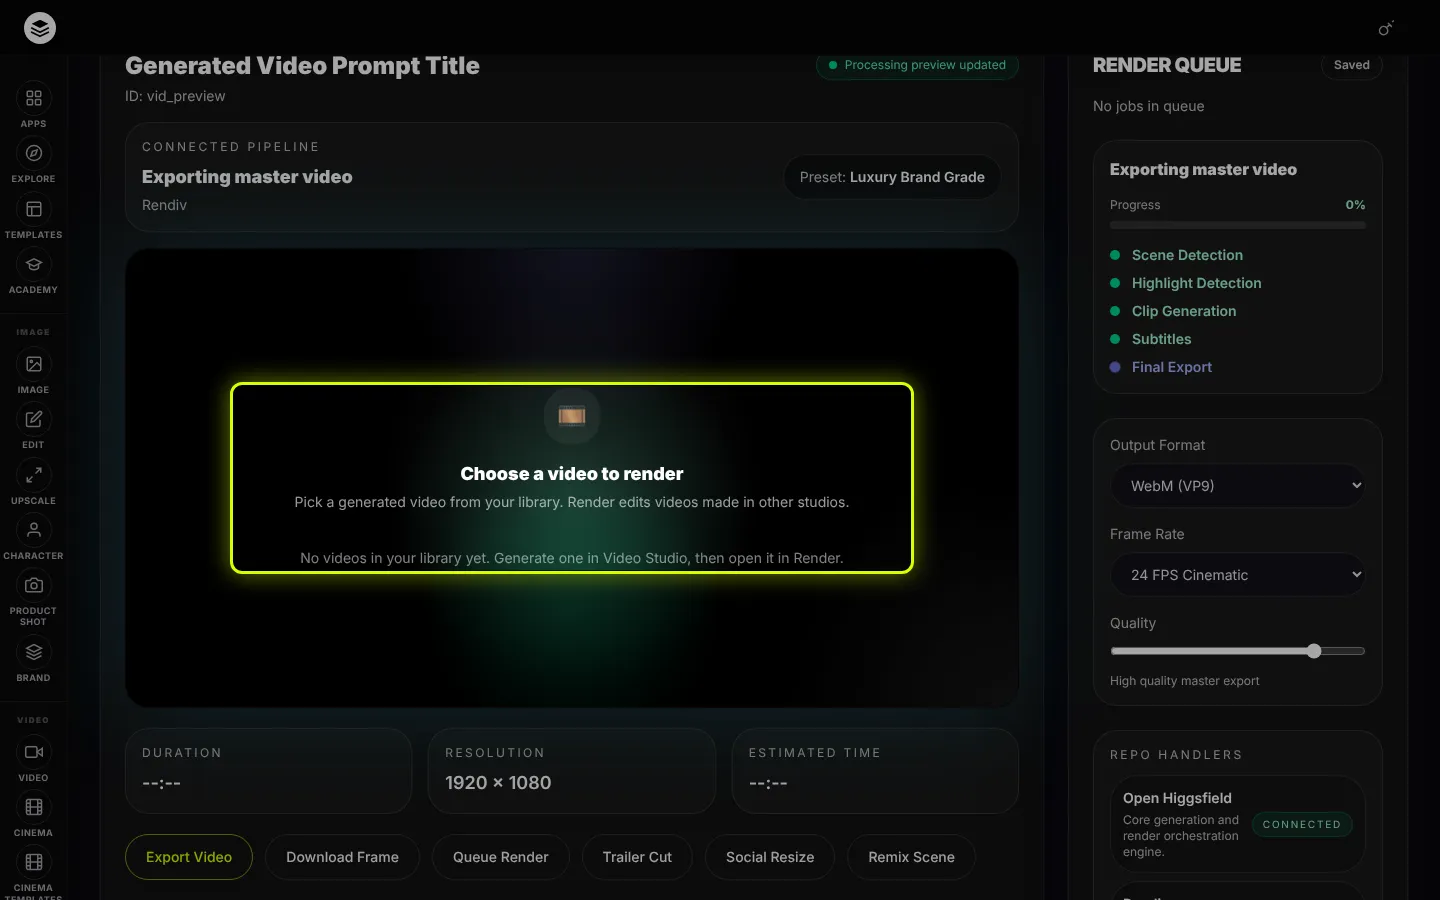 Generated Video Prompt Title
Processing preview updated
ID: vid_preview
CONNECTED PIPELINE
Exporting master video
Rendiv
Preset: Luxury Brand Grade
Choose a video to render
Pick a generated video from your library. Render edits videos made in other studios.
No videos in your library yet. Generate one in Video Studio, then open it in Render.
DURATION
--:--
RESOLUTION
1920 × 1080
ESTIMATED TIME
--:--
Export Video
Download Frame
Queue Render
Trailer Cut
Social Resize
Remix Scene
RENDER QUEUE
Saved
No jobs in queue
Exporting master video
Progress
0%
Scene Detection
Highlight Detection
Clip Generation
Subtitles
Final Export
Output Format
WebM (VP9)
Frame Rate
24 FPS Cinematic
Quality
High quality master export
REPO HANDLERS
Open Higgsfield
Core generation and
render orchestration
engine.
CONNECTED
APPS
EXPLORE
TEMPLATES
ACADEMY
IMAGE
IMAGE
EDIT
UPSCALE
CHARACTER
PRODUCT
SHOT
BRAND
VIDEO
VIDEO
CINEMA
CINEMA
TEMPLATES